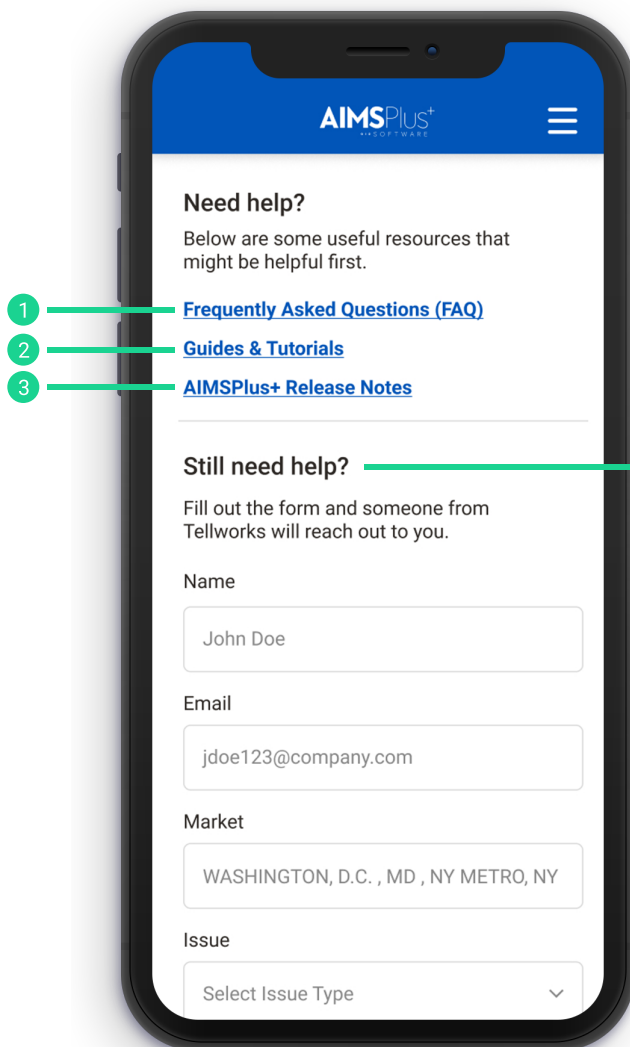 AIMSPlus+
SOFTWARE
Need help?
Below are some useful resources that
might be helpful first.
1
Frequently Asked Questions (FAQ)
2
Guides & Tutorials
3
AIMSPlus+ Release Notes
Still need help?
Fill out the form and someone from
Tellworks will reach out to you.
Name
John Doe
Email
jdoe123@company.com
Market
WASHINGTON, D.C. , MD , NY METRO, NY
Issue
Select Issue Type